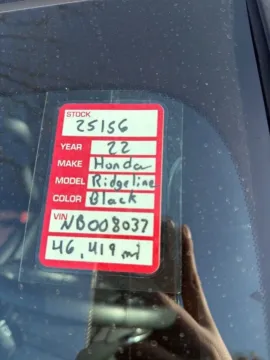 STOCK
25156
YEAR 22
MAKE Honda
MODEL Ridgeline
COLOR Black
VIN NB008037
46,419 mi